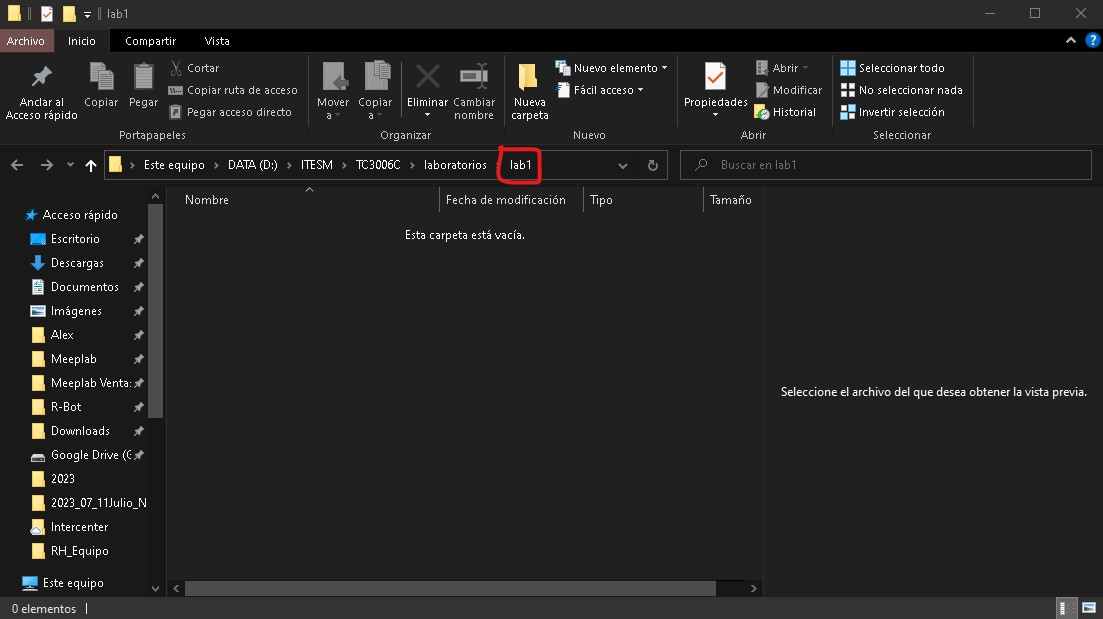 lab1
Archivo Inicio Compartir Vista
Anclar al Acceso rápido
Copiar
Pegar
Cortar
Copiar ruta de acceso
Pegar acceso directo
Portapapeles
Mover a
Copiar a
Eliminar
Cambiar nombre
Organizar
Nueva carpeta
Nuevo elemento
Fácil acceso
Nuevo
Propiedades
Abrir
Modificar
Historial
Abrir
Seleccionar todo
No seleccionar nada
Invertir selección
Seleccionar
Este equipo > DATA (D:) > ITESM > TC3006C > laboratorios > lab1
Buscar en lab1
Nombre Fecha de modificación Tipo Tamaño
Esta carpeta está vacía.
Acceso rápido
Escritorio
Descargas
Documentos
Imágenes
Alex
Meeplab
Meeplab Venta:
R-Bot
Downloads
Google Drive (G
2023
2023_07_11Julio_N
Intercenter
RH_Equipo
Este equipo
Seleccione el archivo del que desea obtener la vista previa.
0 elementos